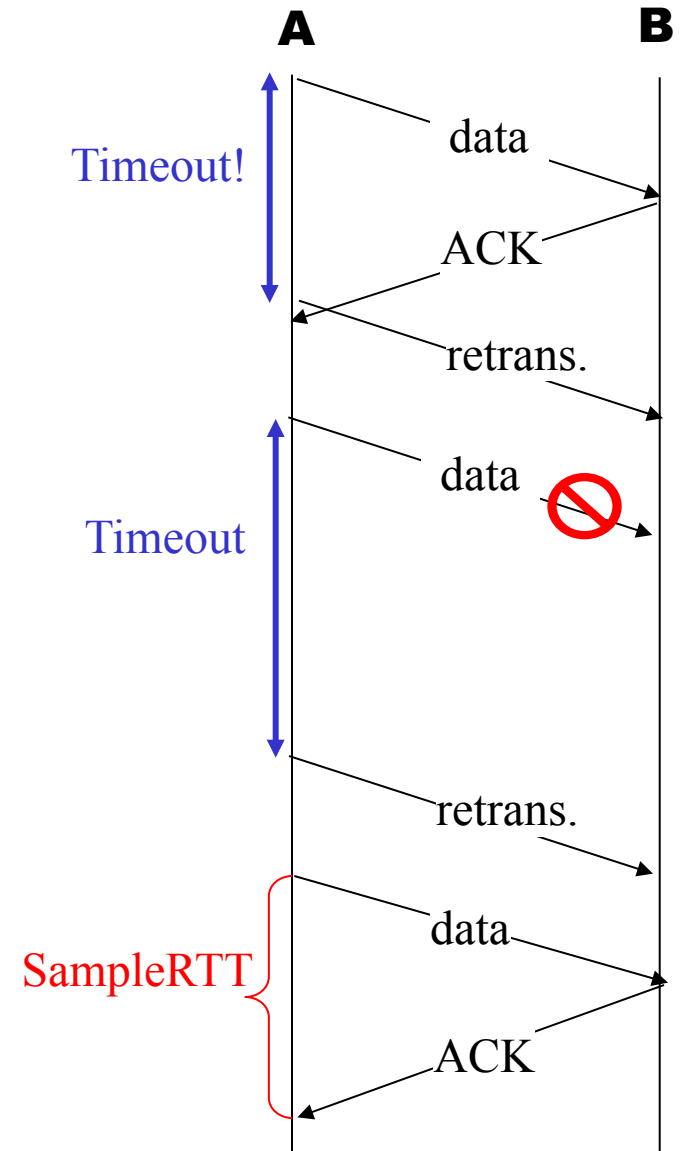 A
B
data
Timeout!
ACK
retrans.
data
Timeout
retrans.
data
SampleRTT
ACK